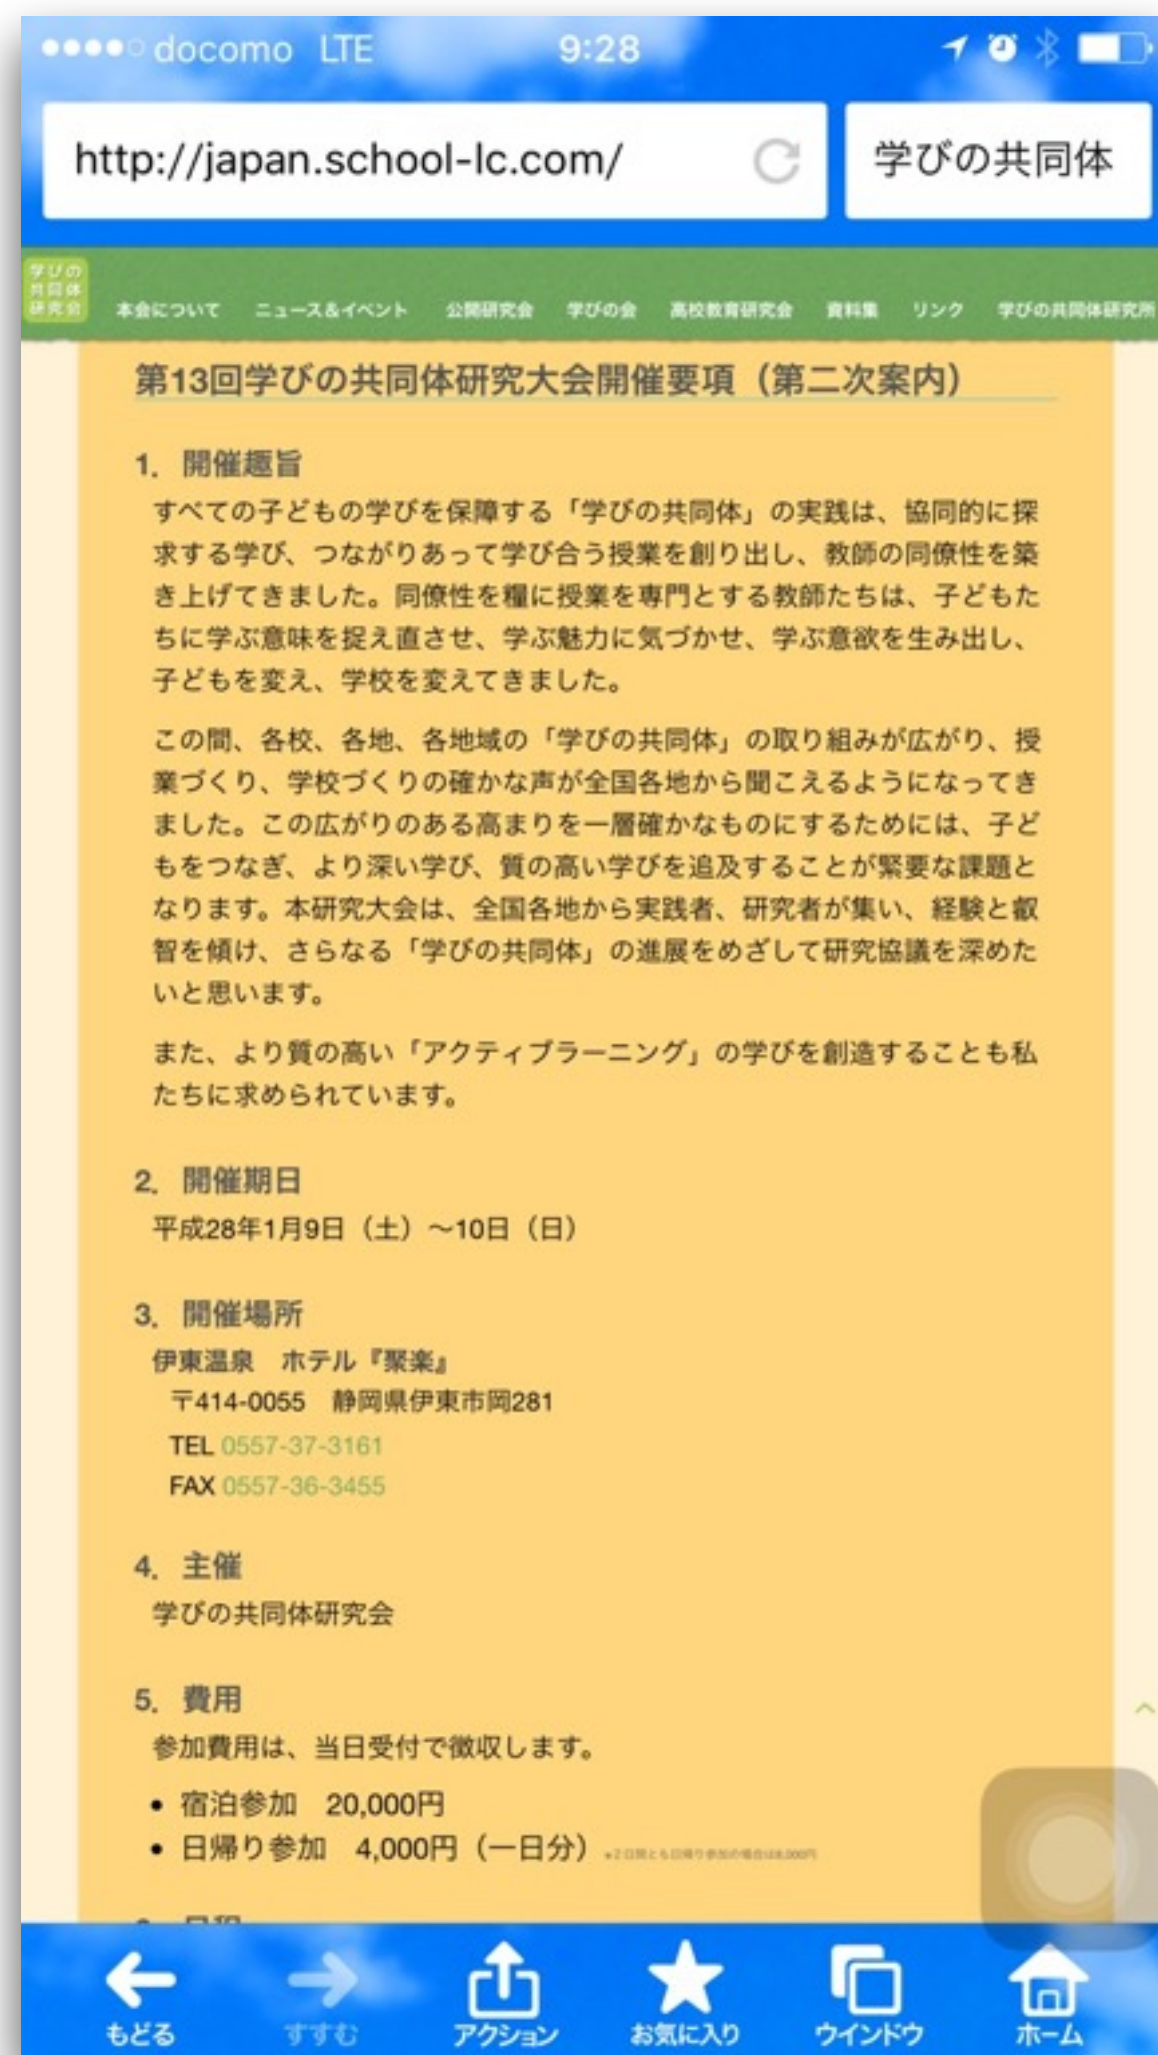 docomo LTE 9:28
http://japan.school-lc.com/
学びの共同体
学びの
共同体
研究会
本会について ニュース&イベント 公開研究会 学びの会 高校教育研究会 資料集 リンク 学びの共同体研究所
第13回学びの共同体研究大会開催要項（第二次案内）
1. 開催趣旨
すべての子どもの学びを保障する「学びの共同体」の実践は、協同的に探
求する学び、つながりあって学び合う授業を創り出し、教師の同僚性を築
き上げてきました。同僚性を糧に授業を専門とする教師たちは、子どもた
ちに学ぶ意味を捉え直させ、学ぶ魅力に気づかせ、学ぶ意欲を生み出し、
子どもを変え、学校を変えてきました。
この間、各校、各地、各地域の「学びの共同体」の取り組みが広がり、授
業づくり、学校づくりの確かな声が全国各地から聞こえるようになってき
ました。この広がりのある高まりを一層確かなものにするためには、子ど
もをつなぎ、より深い学び、質の高い学びを追及することが緊要な課題と
なります。本研究大会は、全国各地から実践者、研究者が集い、経験と叡
智を傾け、さらなる「学びの共同体」の進展をめざして研究協議を深めた
いと思います。
また、より質の高い「アクティブラーニング」の学びを創造することも私
たちに求められています。
2. 開催期日
平成28年1月9日（土）〜10日（日）
3. 開催場所
伊東温泉　ホテル『聚楽』
〒414-0055　静岡県伊東市岡281
TEL 0557-37-3161
FAX 0557-36-3455
4. 主催
学びの共同体研究会
5. 費用
参加費用は、当日受付で徴収します。
• 宿泊参加　20,000円
• 日帰り参加　4,000円（一日分） ※2日間とも日帰り参加の場合は8,000円
もどる すすむ アクション お気に入り ウインドウ ホーム